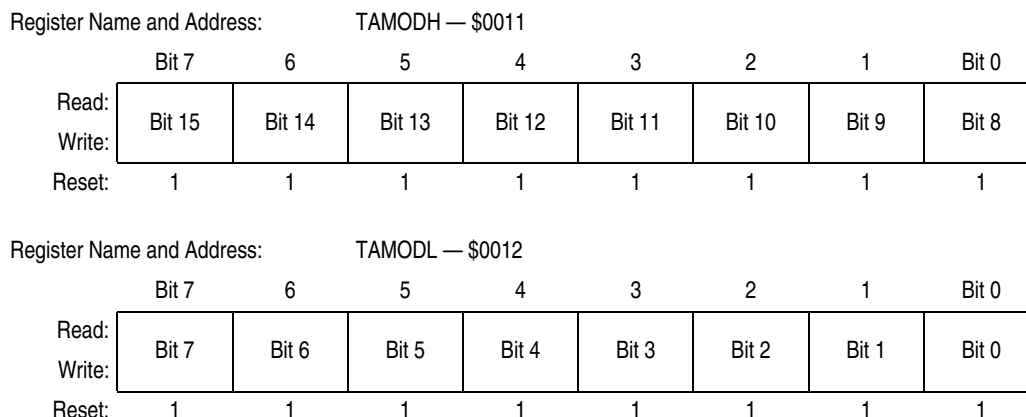 Register Name and Address: TAMODH — $0011
Bit 7 6 5 4 3 2 1 Bit 0
Read:
Write:
Bit 15 Bit 14 Bit 13 Bit 12 Bit 11 Bit 10 Bit 9 Bit 8
Reset: 1 1 1 1 1 1 1 1
Register Name and Address: TAMODL — $0012
Bit 7 6 5 4 3 2 1 Bit 0
Read:
Write:
Bit 7 Bit 6 Bit 5 Bit 4 Bit 3 Bit 2 Bit 1 Bit 0
Reset: 1 1 1 1 1 1 1 1